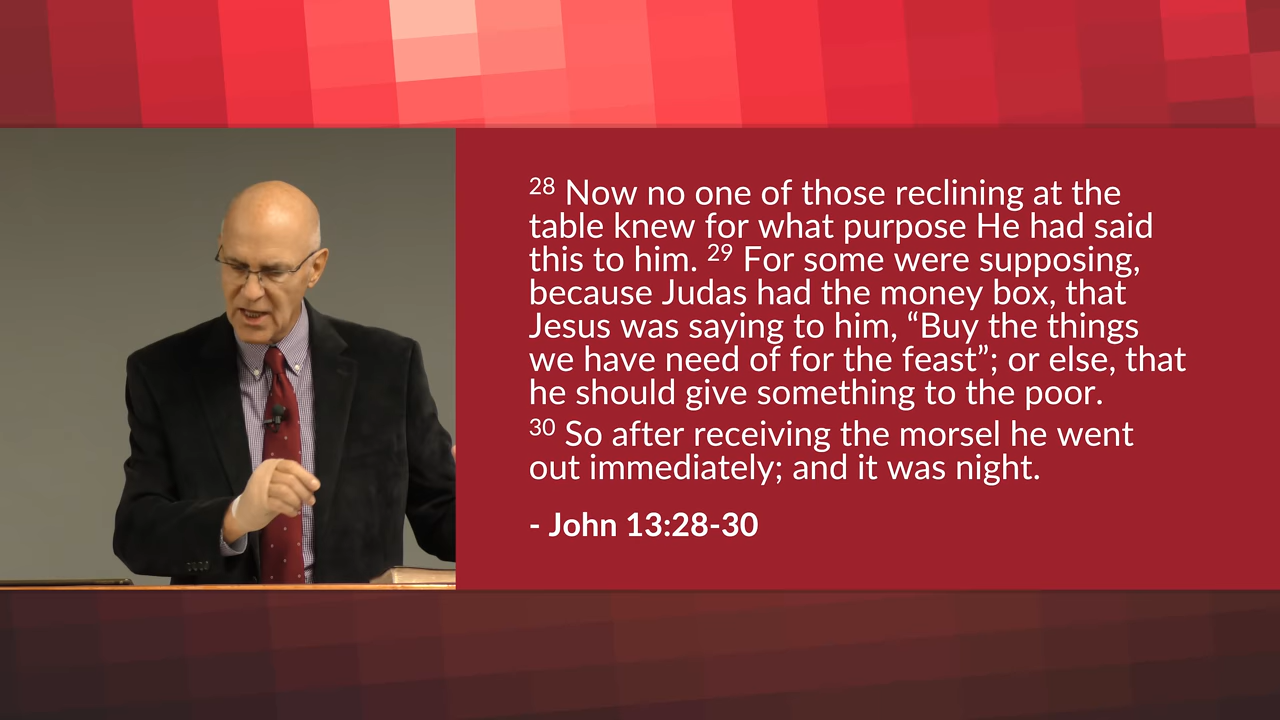 28 Now no one of those reclining at the
table knew for what purpose He had said
this to him. 29 For some were supposing,
because Judas had the money box, that
Jesus was saying to him, “Buy the things
we have need of for the feast”; or else, that
he should give something to the poor.
30 So after receiving the morsel he went
out immediately; and it was night.
- John 13:28-30